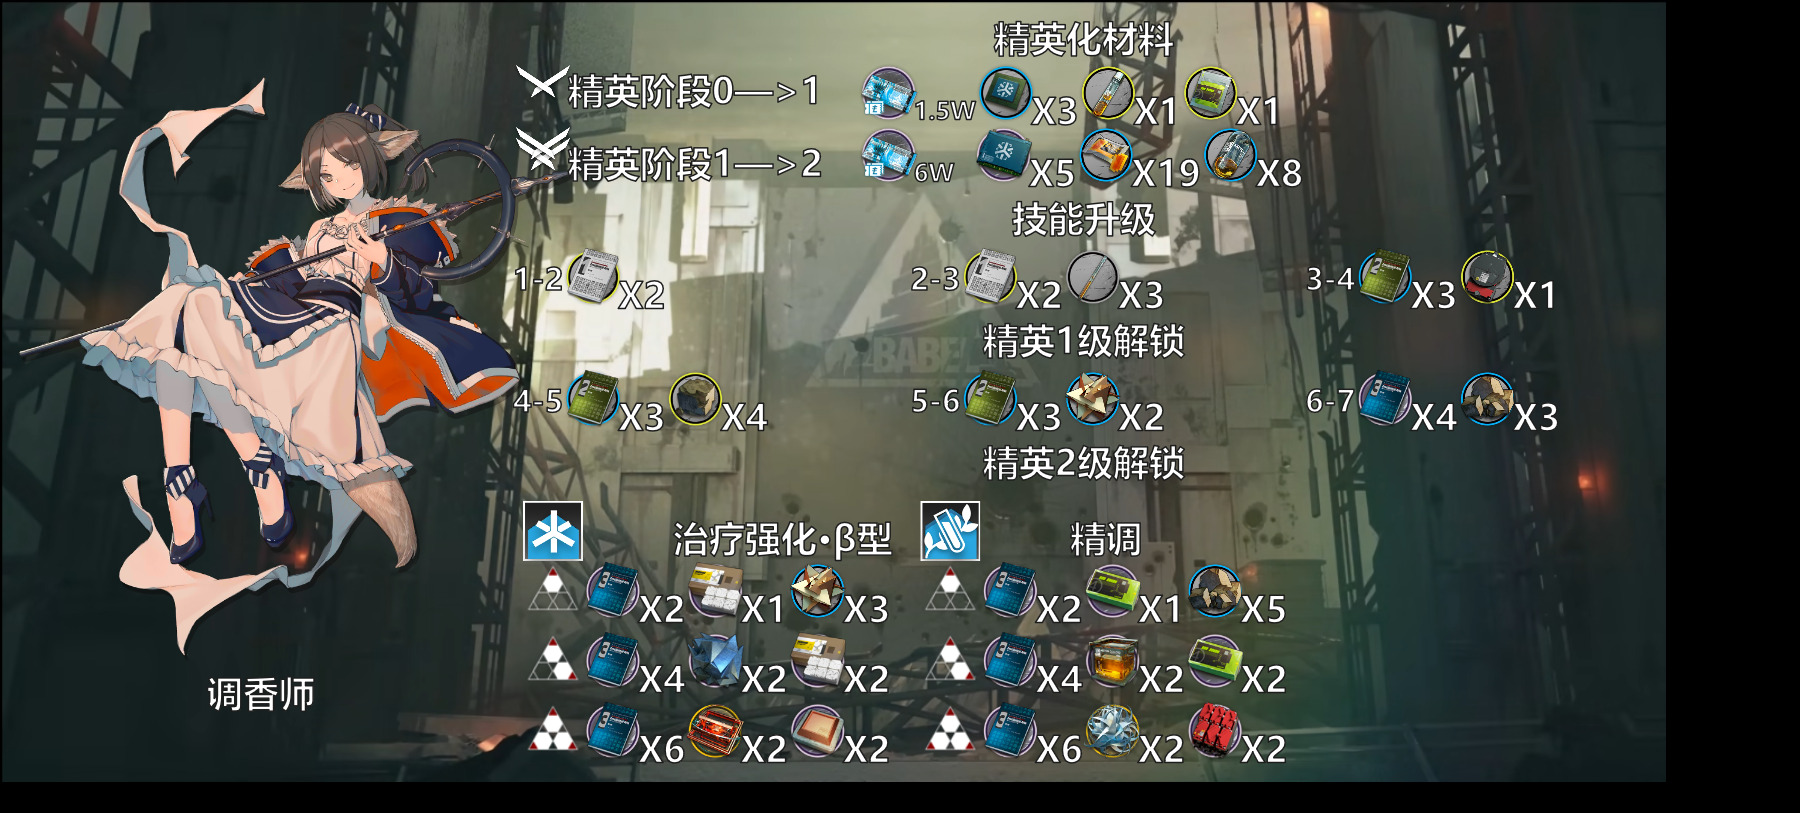 精英化材料
精英阶段0—>1 1.5W X3 X1 X1
精英阶段1—>2 6W X5 X19 X8
技能升级
1-2 X2 2-3 X2 X3 3-4 X3 X1
精英1级解锁
4-5 X3 X4 5-6 X3 X2 6-7 X4 X3
精英2级解锁
治疗强化·β型 精调
X2 X1 X3 X2 X1 X5
X4 X2 X2 X4 X2 X2
X6 X2 X2 X6 X2 X2
调香师